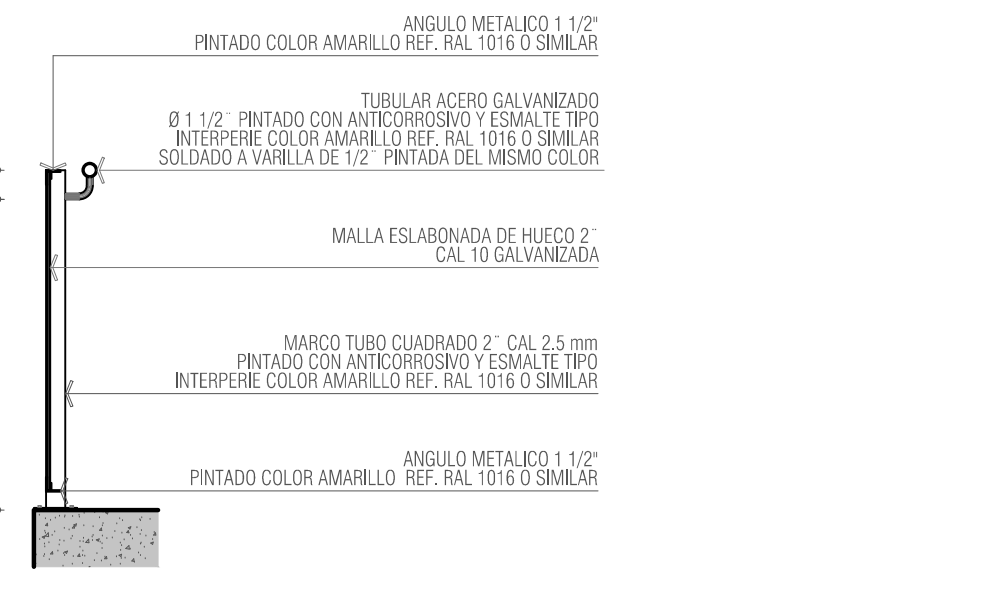 ANGULO METALICO 1 1/2"
PINTADO COLOR AMARILLO REF. RAL 1016 O SIMILAR
TUBULAR ACERO GALVANIZADO
Ø 1 1/2¨ PINTADO CON ANTICORROSIVO Y ESMALTE TIPO
INTERPERIE COLOR AMARILLO REF. RAL 1016 O SIMILAR
SOLDADO A VARILLA DE 1/2¨ PINTADA DEL MISMO COLOR
MALLA ESLABONADA DE HUECO 2¨
CAL 10 GALVANIZADA
MARCO TUBO CUADRADO 2¨ CAL 2.5 mm
PINTADO CON ANTICORROSIVO Y ESMALTE TIPO
INTERPERIE COLOR AMARILLO REF. RAL 1016 O SIMILAR
ANGULO METALICO 1 1/2"
PINTADO COLOR AMARILLO  REF. RAL 1016 O SIMILAR